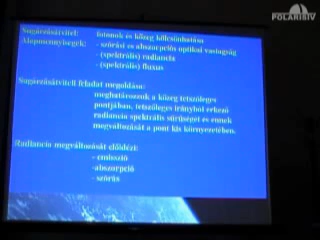 POLARISTV
Sugárzásátvitel: fotonok és közeg kölcsönhatása
Alapmennyiségek: - szórási és abszorpciós optikai vastagság
- (spektrális) radiancia
- (spektrális) fluxus
Sugárzásátviteli feladat megoldása:
meghatározzuk a közeg tetszőleges
pontjában, tetszőleges irányból érkező
radiancia spektrális sűrűségét és ennek
megváltozását a pont kis környezetében.
Radiancia megváltozását előidézi:
- emisszió
-abszorpció
- szórás